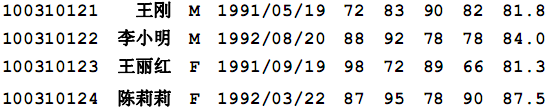 100310121 王刚 M 1991/05/19 72 83 90 82 81.8
100310122 李小明 M 1992/08/20 88 92 78 78 84.0
100310123 王丽红 F 1991/09/19 98 72 89 66 81.3
100310124 陈莉莉 F 1992/03/22 87 95 78 90 87.5